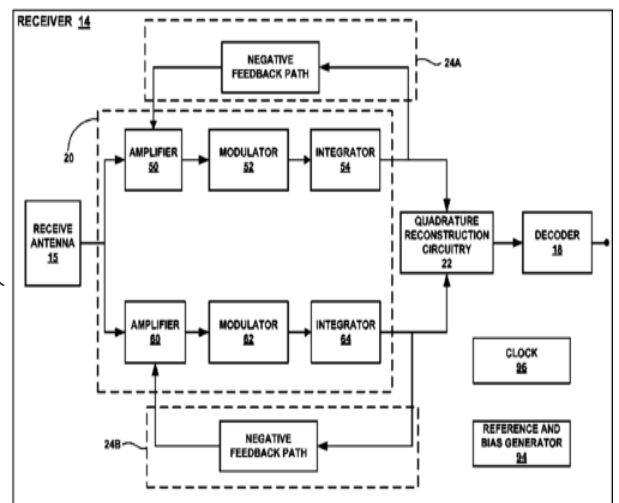 RECEIVER 14
NEGATIVE
FEEDBACK PATH
24A
20
AMPLIFIER
50
MODULATOR
52
INTEGRATOR
54
RECEIVE
ANTENNA
15
QUADRATURE
RECONSTRUCTION
CIRCUITRY
22
DECODER
18
AMPLIFIER
60
MODULATOR
62
INTEGRATOR
64
CLOCK
96
24B
NEGATIVE
FEEDBACK PATH
REFERENCE AND
BIAS GENERATOR
94